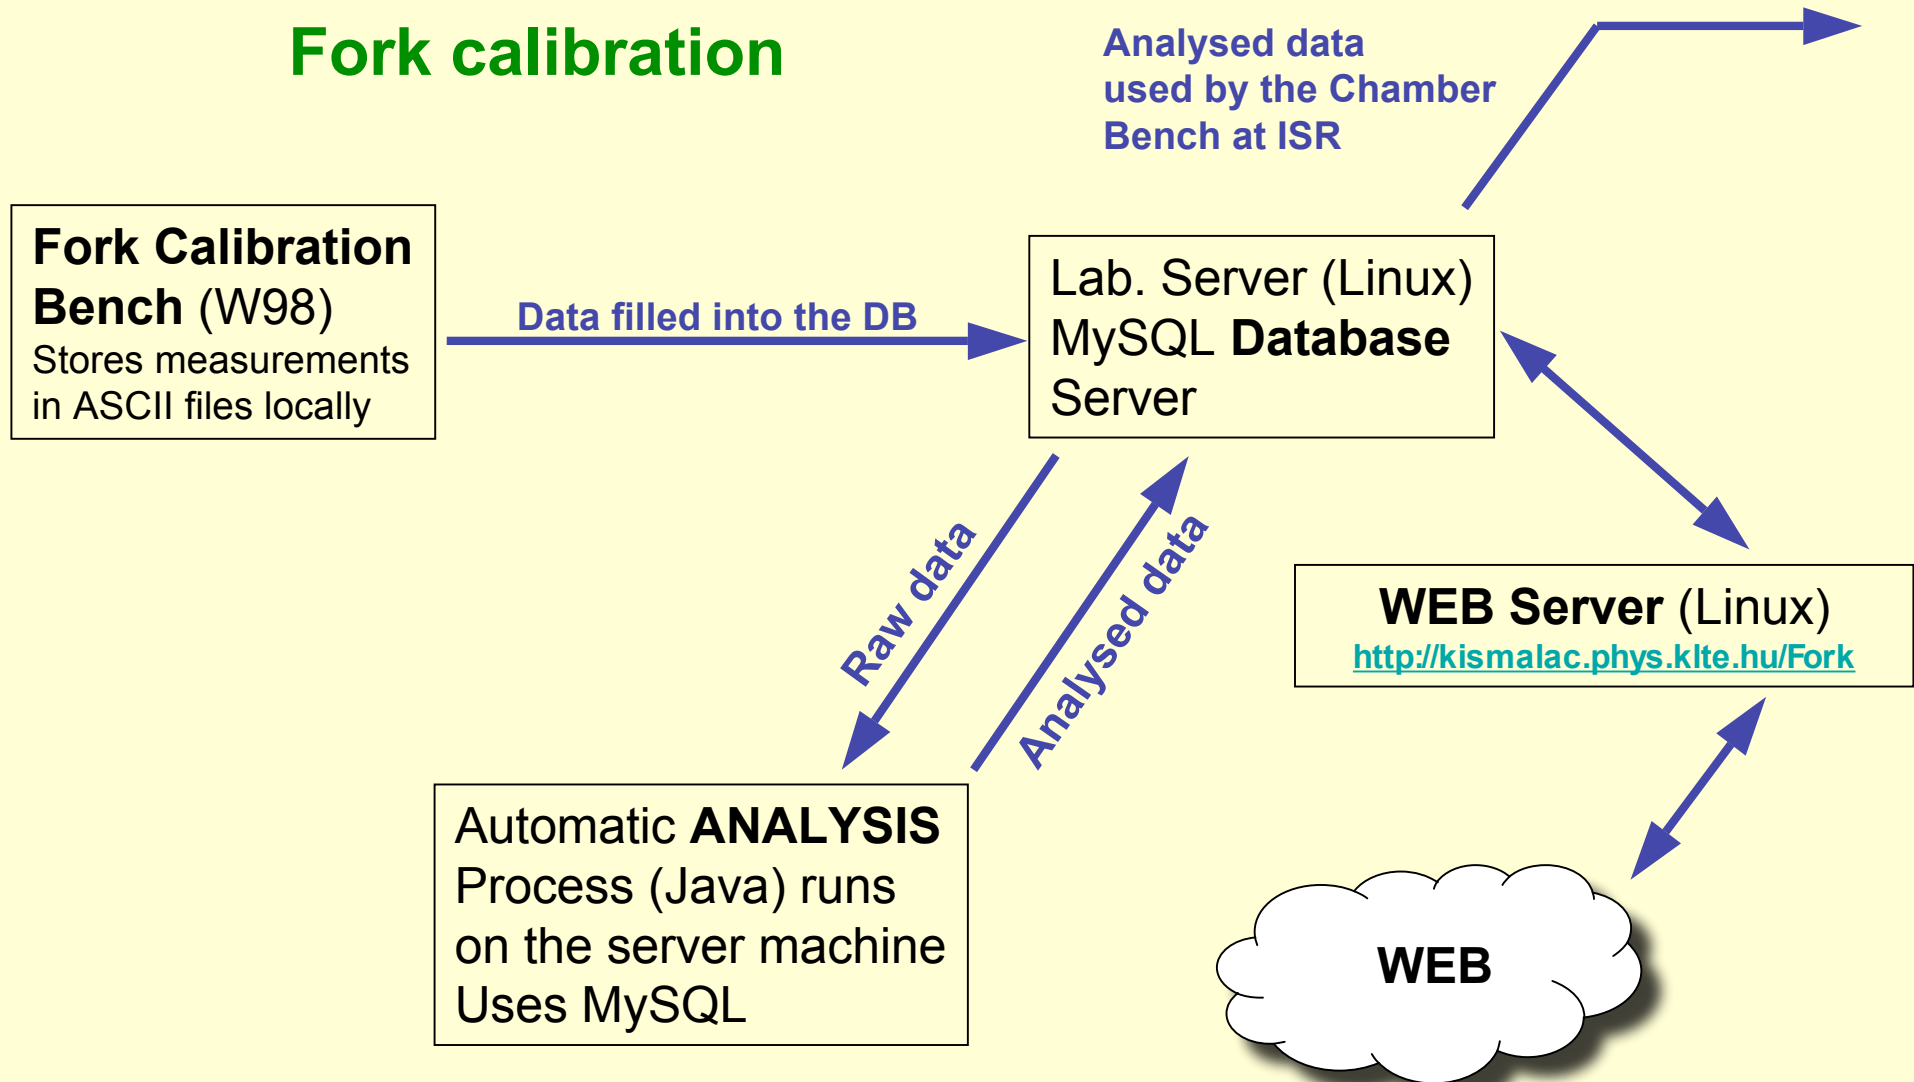 Fork calibration
Analysed data
used by the Chamber
Bench at ISR
Fork Calibration
Bench (W98)
Stores measurements
in ASCII files locally
Data filled into the DB
Lab. Server (Linux)
MySQL Database
Server
Raw data
Analysed data
WEB Server (Linux)
http://kismalac.phys.klte.hu/Fork
Automatic ANALYSIS
Process (Java) runs
on the server machine
Uses MySQL
WEB